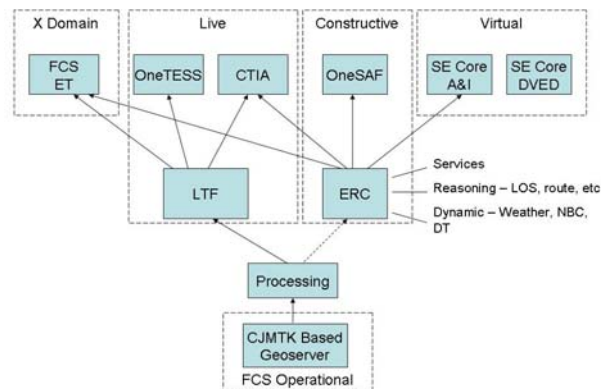 X Domain
Live
Constructive
Virtual
FCS
ET
OneTESS
CTIA
OneSAF
SE Core
A&I
SE Core
DVED
LTF
ERC
Services
Reasoning – LOS, route, etc
Dynamic – Weather, NBC,
DT
Processing
CJMTK Based
Geoserver
FCS Operational